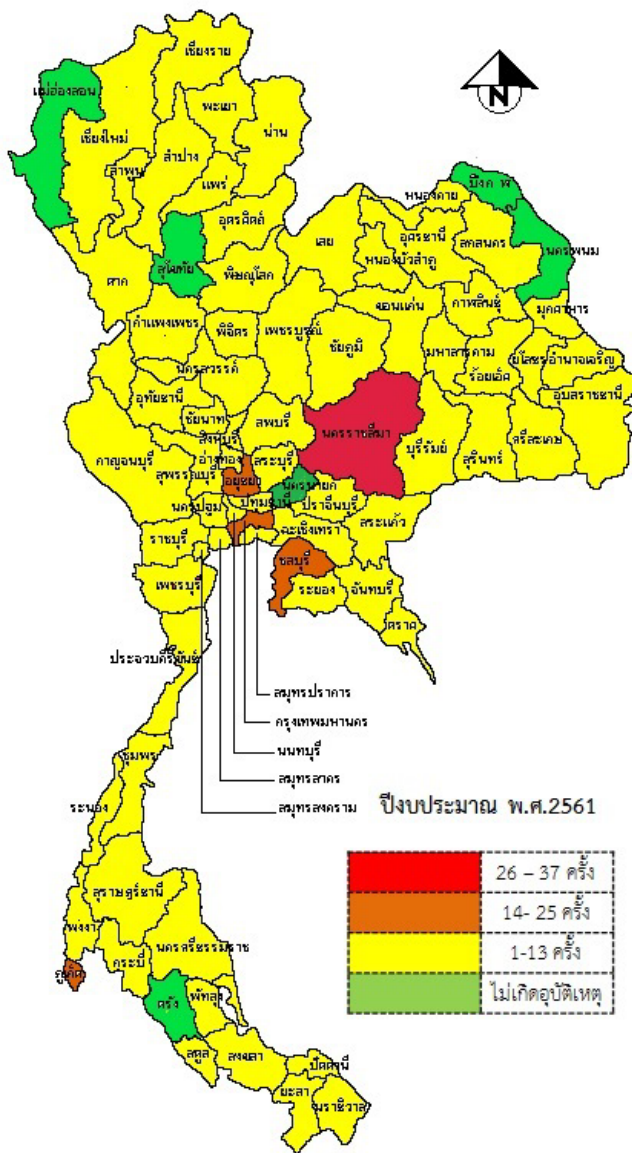 เชียงราย
แม่ฮ่องสอน
พะเยา
น่าน
เชียงใหม่
ลำปาง
ลำพูน
แพร่
N
อุตรดิตถ์
สุโขทัย
ตาก
พิษณุโลก
เลย
หนองคาย
บึงกาฬ
นครพนม
อุดรธานี
สกลนคร
หนองบัวลำภู
มุกดาหาร
กำแพงเพชร
พิจิตร
เพชรบูรณ์
ขอนแก่น
กาฬสินธุ์
ชัยภูมิ
มหาสารคาม
ร้อยเอ็ด
ยโสธร
อำนาจเจริญ
อุบลราชธานี
นครสวรรค์
อุทัยธานี
ชัยนาท
ลพบุรี
นครราชสีมา
บุรีรัมย์
สุรินทร์
ศรีสะเกษ
สิงห์บุรี
อ่างทอง
กาญจนบุรี
สุพรรณบุรี
อยุธยา
สระบุรี
นครนายก
ปทุมธานี
ปราจีนบุรี
นครปฐม
ฉะเชิงเทรา
สระแก้ว
ราชบุรี
ชลบุรี
เพชรบุรี
ระยอง
จันทบุรี
ตราด
ประจวบคีรีขันธ์
สมุทรปราการ
กรุงเทพมหานคร
นนทบุรี
สมุทรสาคร
สมุทรสงคราม
ชุมพร
ระนอง
สุราษฎร์ธานี
พังงา
นครศรีธรรมราช
กระบี่
ภูเก็ต
ตรัง
พัทลุง
สตูล
สงขลา
ปัตตานี
ยะลา
นราธิวาส
ปีงบประมาณ พ.ศ.2561
26 – 37 ครั้ง
14- 25 ครั้ง
1-13 ครั้ง
ไม่เกิดอุบัติเหตุ